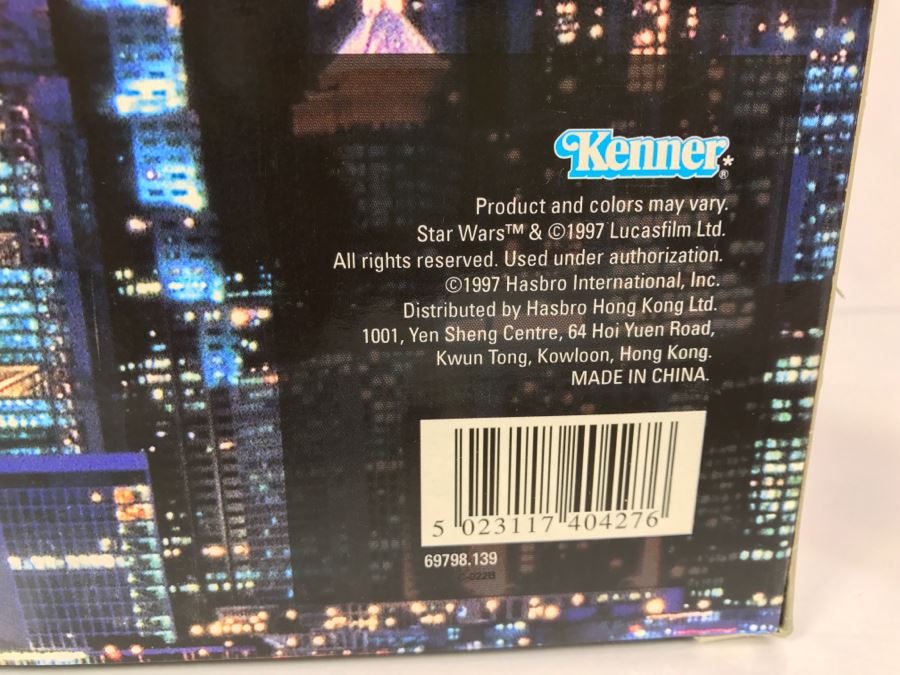 Kenner*®
Product and colors may vary.
Star Wars™ & ©1997 Lucasfilm Ltd.
All rights reserved. Used under authorization.
©1997 Hasbro International, Inc.
Distributed by Hasbro Hong Kong Ltd.
1001, Yen Sheng Centre, 64 Hoi Yuen Road,
Kwun Tong, Kowloon, Hong Kong.
MADE IN CHINA.
5 023117 404276
69798.139